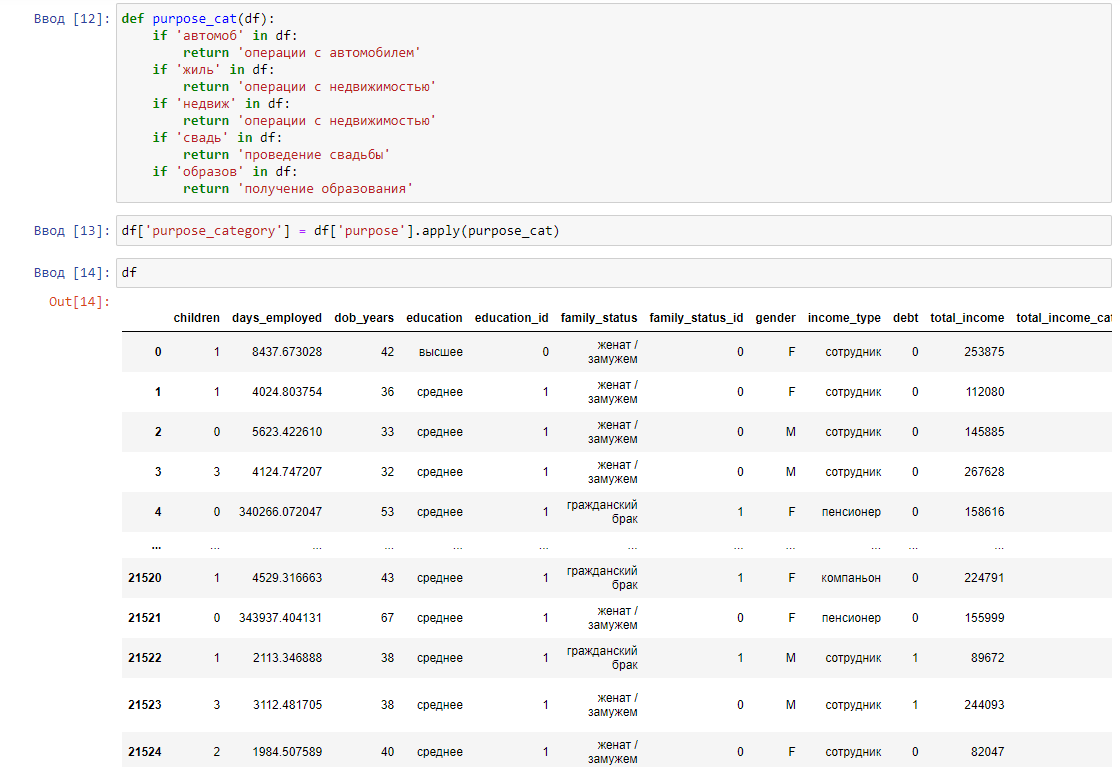 Ввод [12]: def purpose_cat(df):
    if 'автомоб' in df:
        return 'операции с автомобилем'
    if 'жиль' in df:
        return 'операции с недвижимостью'
    if 'недвиж' in df:
        return 'операции с недвижимостью'
    if 'свадь' in df:
        return 'проведение свадьбы'
    if 'образов' in df:
        return 'получение образования'
Ввод [13]: df['purpose_category'] = df['purpose'].apply(purpose_cat)
Ввод [14]: df
Out[14]:
children days_employed dob_years education education_id family_status family_status_id gender income_type debt total_income total_income_cat
0 1 8437.673028 42 высшее 0 женат / замужем 0 F сотрудник 0 253875
1 1 4024.803754 36 среднее 1 женат / замужем 0 F сотрудник 0 112080
2 0 5623.422610 33 среднее 1 женат / замужем 0 M сотрудник 0 145885
3 3 4124.747207 32 среднее 1 женат / замужем 0 M сотрудник 0 267628
4 0 340266.072047 53 среднее 1 гражданский брак 1 F пенсионер 0 158616
... ... ... ... ... ... ... ... ... ... ... ...
21520 1 4529.316663 43 среднее 1 гражданский брак 1 F компаньон 0 224791
21521 0 343937.404131 67 среднее 1 женат / замужем 0 F пенсионер 0 155999
21522 1 2113.346888 38 среднее 1 гражданский брак 1 M сотрудник 1 89672
21523 3 3112.481705 38 среднее 1 женат / замужем 0 M сотрудник 1 244093
21524 2 1984.507589 40 среднее 1 женат / замужем 0 F сотрудник 0 82047